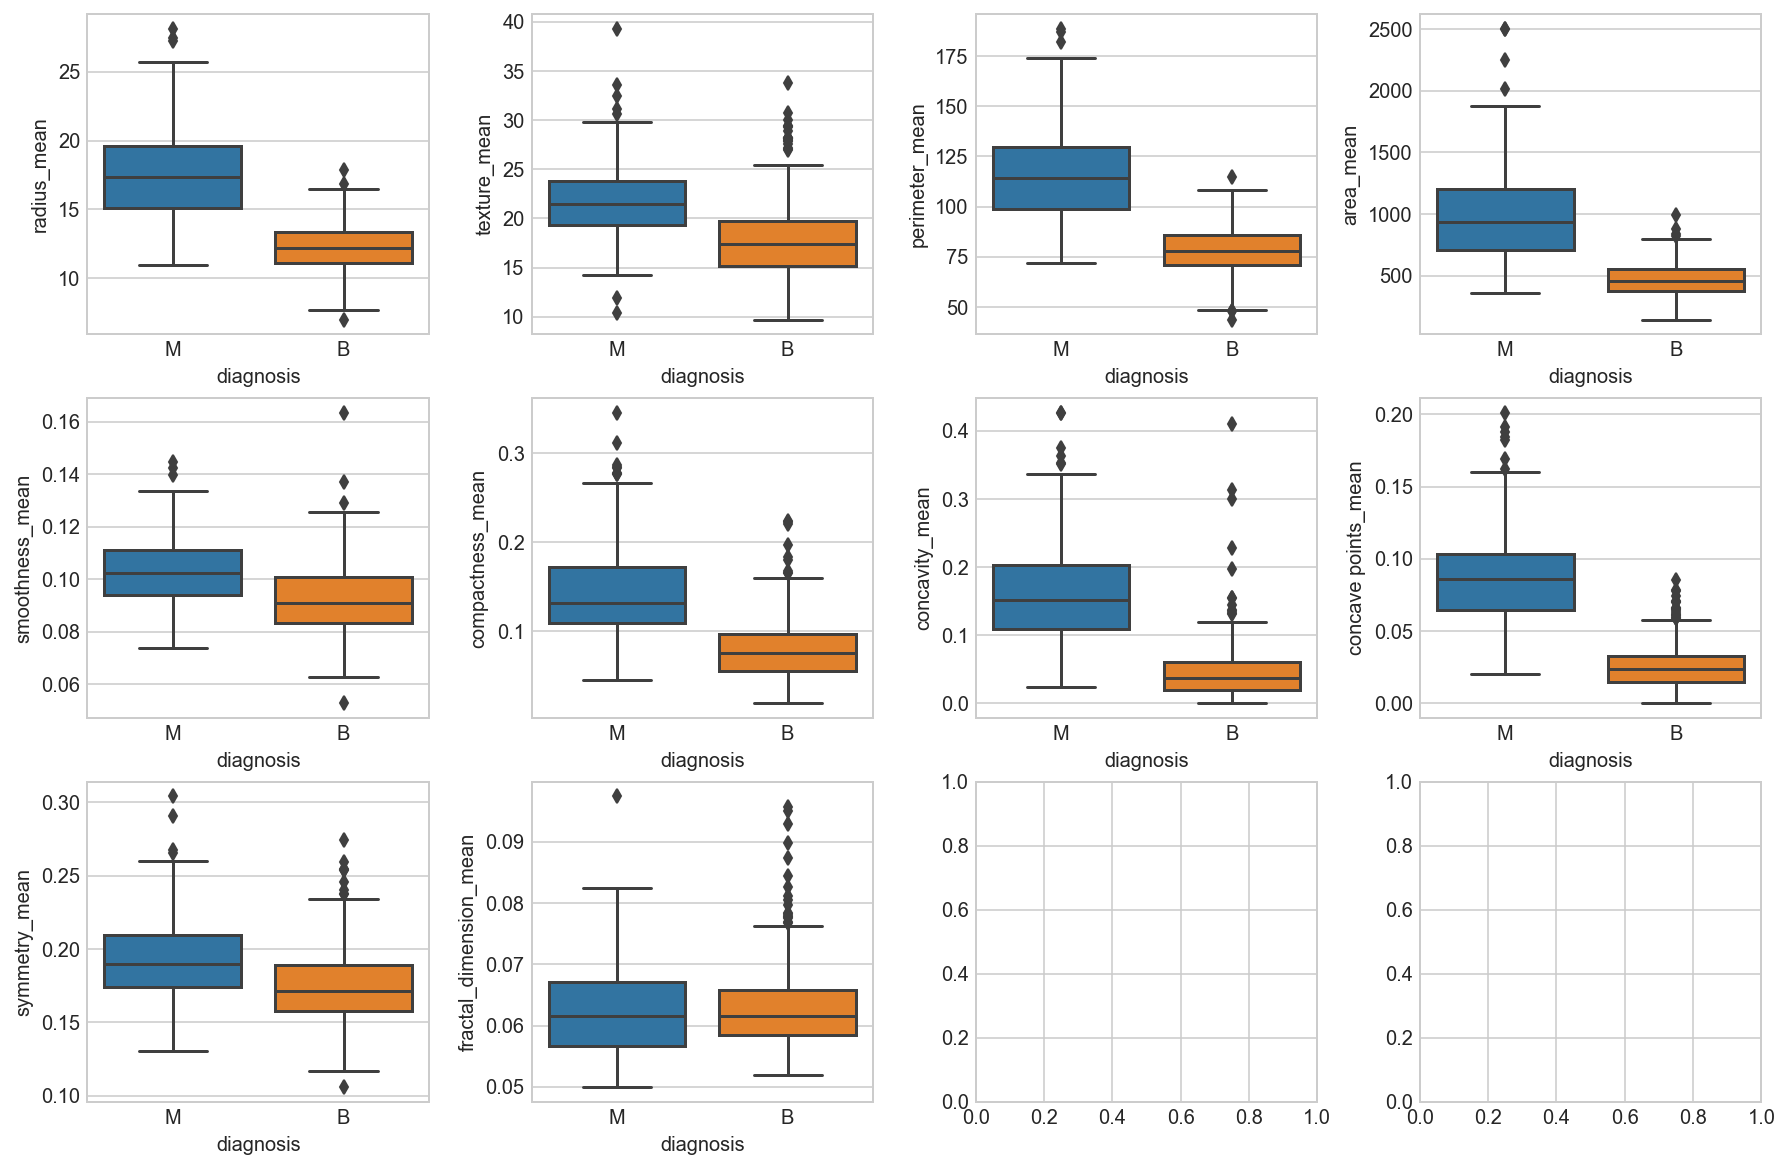 radius_mean
25
20
15
10
M B
diagnosis
texture_mean
40
35
30
25
20
15
10
M B
diagnosis
perimeter_mean
175
150
125
100
75
50
M B
diagnosis
area_mean
2500
2000
1500
1000
500
M B
diagnosis
smoothness_mean
0.16
0.14
0.12
0.10
0.08
0.06
M B
diagnosis
compactness_mean
0.3
0.2
0.1
M B
diagnosis
concavity_mean
0.4
0.3
0.2
0.1
0.0
M B
diagnosis
concave points_mean
0.20
0.15
0.10
0.05
0.00
M B
diagnosis
symmetry_mean
0.30
0.25
0.20
0.15
0.10
M B
diagnosis
fractal_dimension_mean
0.09
0.08
0.07
0.06
0.05
M B
diagnosis
1.0
0.8
0.6
0.4
0.2
0.0
0.0 0.2 0.4 0.6 0.8 1.0
1.0
0.8
0.6
0.4
0.2
0.0
0.0 0.2 0.4 0.6 0.8 1.0